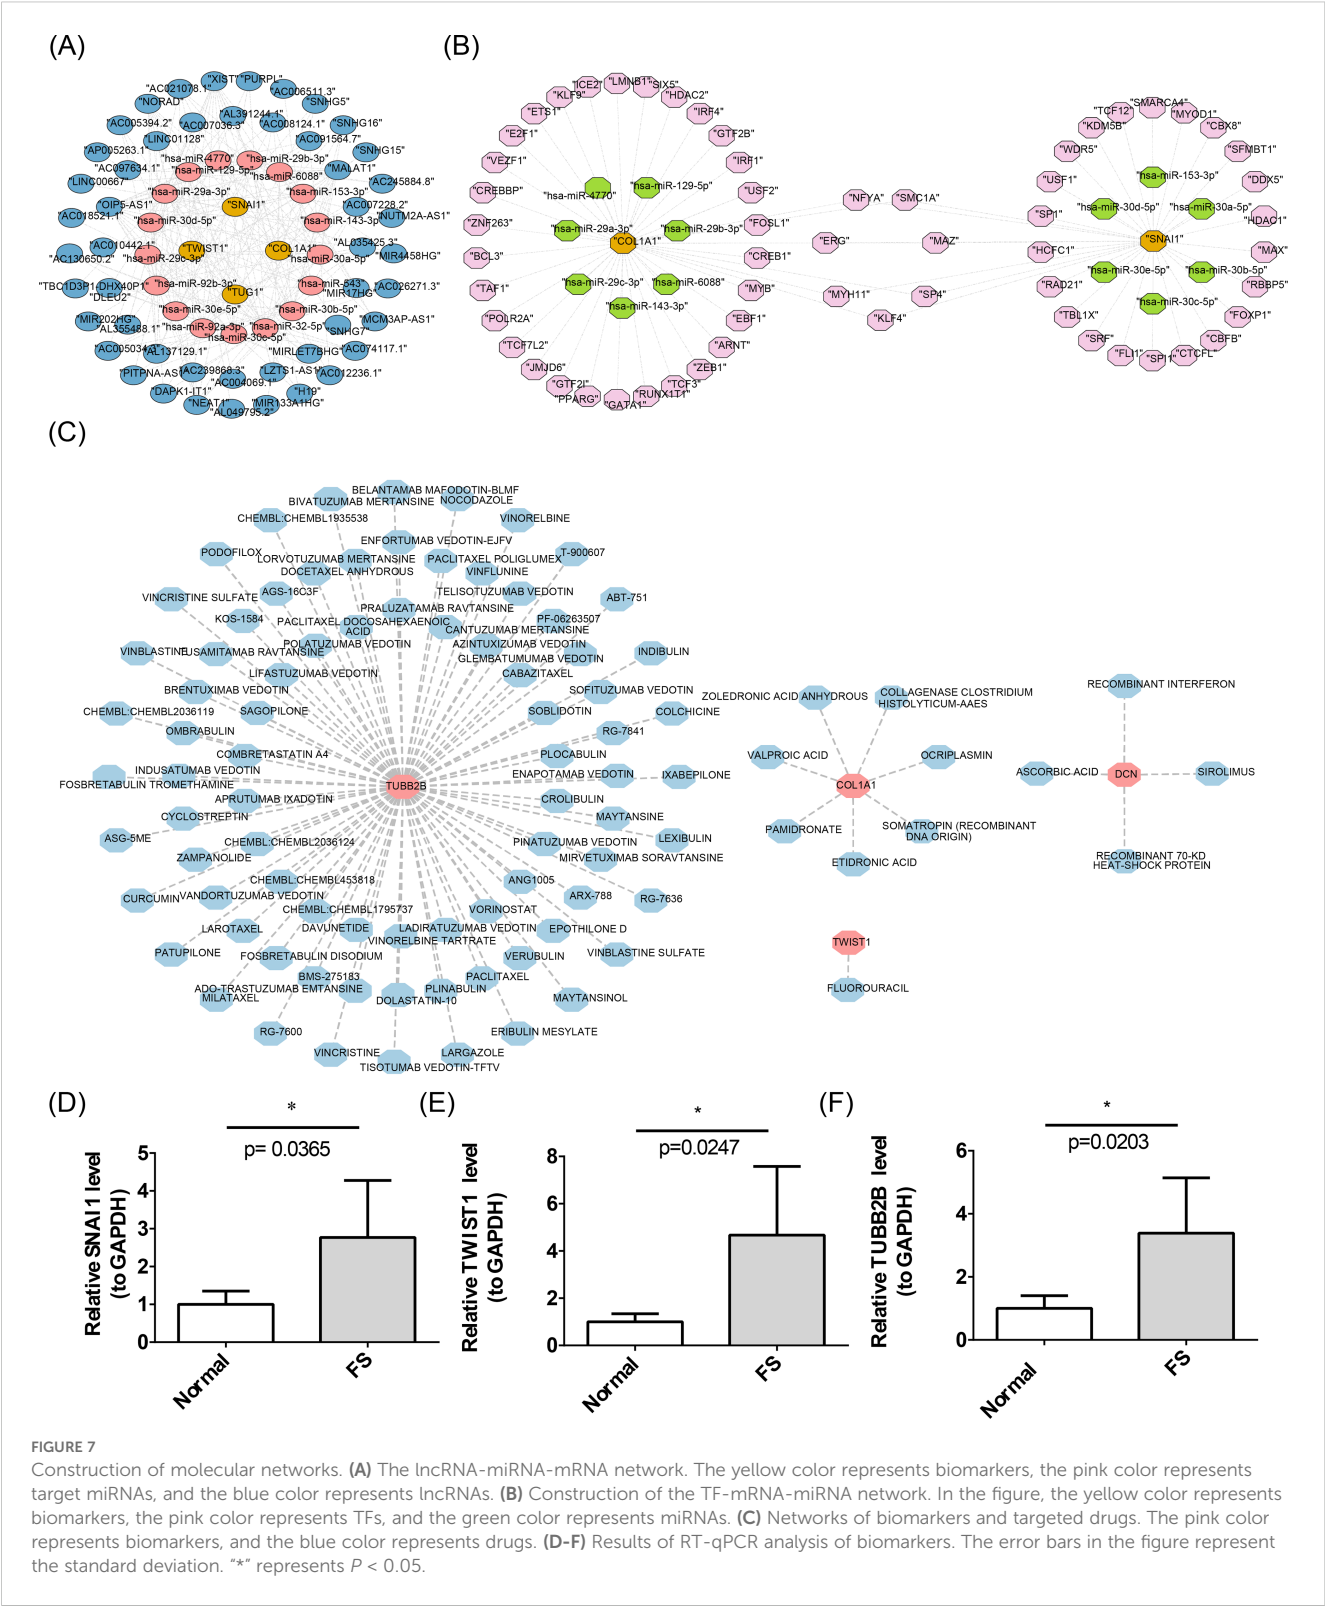 (A)
(B)
"XIST"
"PURPL"
"AC021078.1"
"AC006511.3"
"NORAD"
"SNHG5"
"AL391244.1"
"AC005394.2"
"AC007036.3"
"AC008124.1"
"SNHG16"
"LINC01128"
"AC091564.7"
"AP005263.1"
"SNHG15"
"hsa-miR-4770"
"hsa-miR-29b-3p"
"AC097634.1"
"hsa-miR-129-5p"
"hsa-miR-6088"
"MALAT1"
"LINC00667"
"AC245884.8"
"hsa-miR-29a-3p"
"hsa-miR-153-3p"
"OIP5-AS1"
"SNAI1"
"AC007228.2"
"AC018521.1"
"hsa-miR-30d-5p"
"hsa-miR-143-3p"
"NUTM2A-AS1"
"AC010442.1"
"TWIST1"
"COL1A1"
"AL035425.3"
"AC130650.2"
"hsa-miR-29c-3p"
"hsa-miR-30a-5p"
"MIR4458HG"
"TBC1D3P1-DHX40P1"
"hsa-miR-92b-3p"
"hsa-miR-643"
"AC026271.3"
"DLEU2"
"TUG1"
"MIR17HG"
"hsa-miR-30e-5p"
"hsa-miR-30b-5p"
"MIR202HG"
"AL355488.1"
"hsa-miR-92a-3p"
"hsa-miR-32-5p"
"SNHG7"
"MCM3AP-AS1"
"hsa-miR-30c-5p"
"AL137129.1"
"MIRLET7BHG"
"AC074117.1"
"PITPNA-AS1"
"AC239868.3"
"LZTS1-AS1"
"AC012236.1"
"AC004069.1"
"DAPK1-IT1"
"H19"
"NEAT1"
"MIR133A1HG"
"AL049795.2"
"ICE2"
"LMNB1"
"SIX5"
"KLF9"
"HDAC2"
"ETS1"
"IRF4"
"E2F1"
"GTF2B"
"VEZF1"
"IRF1"
"CREBBP"
"hsa-miR-4770"
"hsa-miR-129-5p"
"USF2"
"ZNF263"
"hsa-miR-29a-3p"
"hsa-miR-29b-3p"
"FOSL1"
"COL1A1"
"BCL3"
"CREB1"
"TAF1"
"hsa-miR-29c-3p"
"hsa-miR-6088"
"MYB"
"hsa-miR-143-3p"
"POLR2A"
"EBF1"
"TCF7L2"
"ARNT"
"JMJD6"
"ZEB1"
"GTF2I"
"TCF3"
"PPARG"
"RUNX1T1"
"GATA1"
"NFYA"
"SMC1A"
"ERG"
"MAZ"
"MYH11"
"SP4"
"KLF4"
"SMARCA4"
"TCF12"
"MYOD1"
"KDM5B"
"CBX8"
"WDR5"
"SFMBT1"
"USF1"
"hsa-miR-153-3p"
"DDX5"
"SP1"
"hsa-miR-30d-5p"
"hsa-miR-30a-5p"
"HDAC1"
"SNAI1"
"HCFC1"
"MAX"
"hsa-miR-30e-5p"
"hsa-miR-30b-5p"
"RAD21"
"RBBP5"
"hsa-miR-30c-5p"
"TBL1X"
"FOXP1"
"SRF"
"CBFB"
"FLI1"
"SPI1"
"CTCFL"
(C)
BELANTAMAB MAFODOTIN-BLMF
BIVATUZUMAB MERTANSINE
NOCODAZOLE
CHEMBL:CHEMBL1935538
VINORELBINE
ENFORTUMAB VEDOTIN-EJFV
PODOFILOX
LORVOTUZUMAB MERTANSINE
PACLITAXEL POLIGLUMEX
T-900607
DOCETAXEL ANHYDROUS
VINFLUNINE
VINCRISTINE SULFATE
AGS-16C3F
TELISOTUZUMAB VEDOTIN
ABT-751
PRALUZATAMAB RAVTANSINE
KOS-1584
PACLITAXEL DOCOSAHEXAENOIC
ACID
PF-06263507
CANTUZUMAB MERTANSINE
POLATUZUMAB VEDOTIN
AZINTUXIZUMAB VEDOTIN
VINBLASTINE
TUSAMITAMAB RAVTANSINE
GLEMBATUMUMAB VEDOTIN
INDIBULIN
LIFASTUZUMAB VEDOTIN
CABAZITAXEL
BRENTUXIMAB VEDOTIN
SOFITUZUMAB VEDOTIN
CHEMBL:CHEMBL2036119
SAGOPILONE
SOBLIDOTIN
COLCHICINE
OMBRABULIN
RG-7841
COMBRETASTATIN A4
PLOCABULIN
INDUSATUMAB VEDOTIN
ENAPOTAMAB VEDOTIN
IXABEPILONE
FOSBRETABULIN TROMETHAMINE
TUBB2B
APRUTUMAB IXADOTIN
CROLIBULIN
CYCLOSTREPTIN
MAYTANSINE
ASG-5ME
CHEMBL:CHEMBL2036124
PINATUZUMAB VEDOTIN
LEXIBULIN
ZAMPANOLIDE
MIRVETUXIMAB SORAVTANSINE
CHEMBL:CHEMBL453818
ANG1005
CURCUMIN
VANDORTUZUMAB VEDOTIN
ARX-788
RG-7636
CHEMBL:CHEMBL1795737
VORINOSTAT
LAROTAXEL
DAVUNETIDE
LADIRATUZUMAB VEDOTIN
EPOTHILONE D
VINORELBINE TARTRATE
PATUPILONE
FOSBRETABULIN DISODIUM
VERUBULIN
VINBLASTINE SULFATE
BMS-275183
PACLITAXEL
ADO-TRASTUZUMAB EMTANSINE
PLINABULIN
MILATAXEL
DOLASTATIN-10
MAYTANSINOL
RG-7600
ERIBULIN MESYLATE
VINCRISTINE
LARGAZOLE
TISOTUMAB VEDOTIN-TFTV
ZOLEDRONIC ACID ANHYDROUS
COLLAGENASE CLOSTRIDIUM
HISTOLYTICUM-AAES
VALPROIC ACID
OCRIPLASMIN
COL1A1
PAMIDRONATE
SOMATROPIN (RECOMBINANT
DNA ORIGIN)
ETIDRONIC ACID
TWIST1
FLUOROURACIL
RECOMBINANT INTERFERON
ASCORBIC ACID
DCN
SIROLIMUS
RECOMBINANT 70-KD
HEAT-SHOCK PROTEIN
(D)
*
p= 0.0365
Relative SNAI1 level
(to GAPDH)
5
4
3
2
1
0
Normal
FS
(E)
*
p=0.0247
Relative TWIST1 level
(to GAPDH)
8
6
4
2
0
Normal
FS
(F)
*
p=0.0203
Relative TUBB2B level
(to GAPDH)
6
4
2
0
Normal
FS
FIGURE 7
Construction of molecular networks. (A) The lncRNA-miRNA-mRNA network. The yellow color represents biomarkers, the pink color represents
target miRNAs, and the blue color represents lncRNAs. (B) Construction of the TF-mRNA-miRNA network. In the figure, the yellow color represents
biomarkers, the pink color represents TFs, and the green color represents miRNAs. (C) Networks of biomarkers and targeted drugs. The pink color
represents biomarkers, and the blue color represents drugs. (D-F) Results of RT-qPCR analysis of biomarkers. The error bars in the figure represent
the standard deviation. "*" represents P < 0.05.